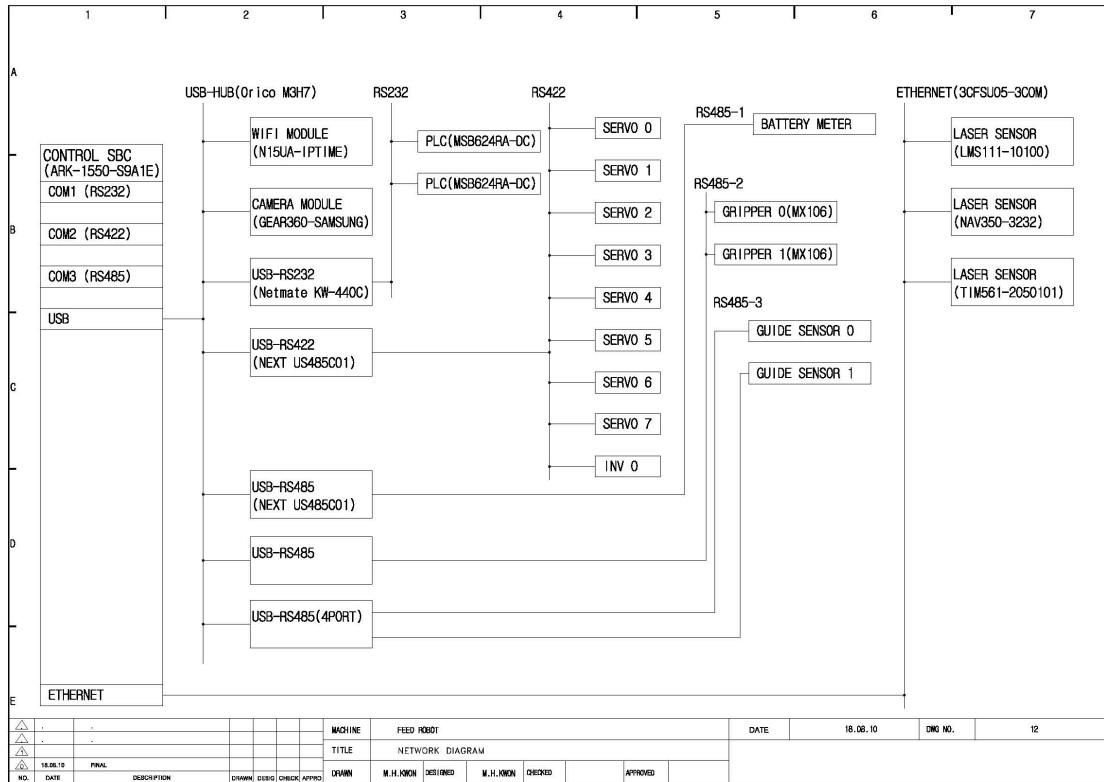 1 2 3 4 5 6 7
A
B
C
D
E
USB-HUB(Orico M3H7)
RS232
RS422
ETHERNET(3CFSU05-3COM)
CONTROL SBC
(ARK-1550-S9A1E)
COM1 (RS232)
COM2 (RS422)
COM3 (RS485)
USB
ETHERNET
WIFI MODULE
(N15UA-IPTIME)
CAMERA MODULE
(GEAR360-SAMSUNG)
USB-RS232
(Netmate KW-440C)
USB-RS422
(NEXT US485C01)
USB-RS485
(NEXT US485C01)
USB-RS485
USB-RS485(4PORT)
PLC(MSB624RA-DC)
PLC(MSB624RA-DC)
SERVO 0
SERVO 1
SERVO 2
SERVO 3
SERVO 4
SERVO 5
SERVO 6
SERVO 7
INV 0
RS485-1
BATTERY METER
RS485-2
GRIPPER 0(MX106)
GRIPPER 1(MX106)
RS485-3
GUIDE SENSOR 0
GUIDE SENSOR 1
LASER SENSOR
(LMS111-10100)
LASER SENSOR
(NAV350-3232)
LASER SENSOR
(TIM561-2050101)
MACHINE FEED ROBOT DATE 18.08.10 DWG NO. 12
TITLE NETWORK DIAGRAM
18.08.10 FINAL
NO. DATE DESCRIPTION DRAWN DESIG CHECK APPRO
DRAWN M.H.KWON DESIGNED M.H.KWON CHECKED APPROVED